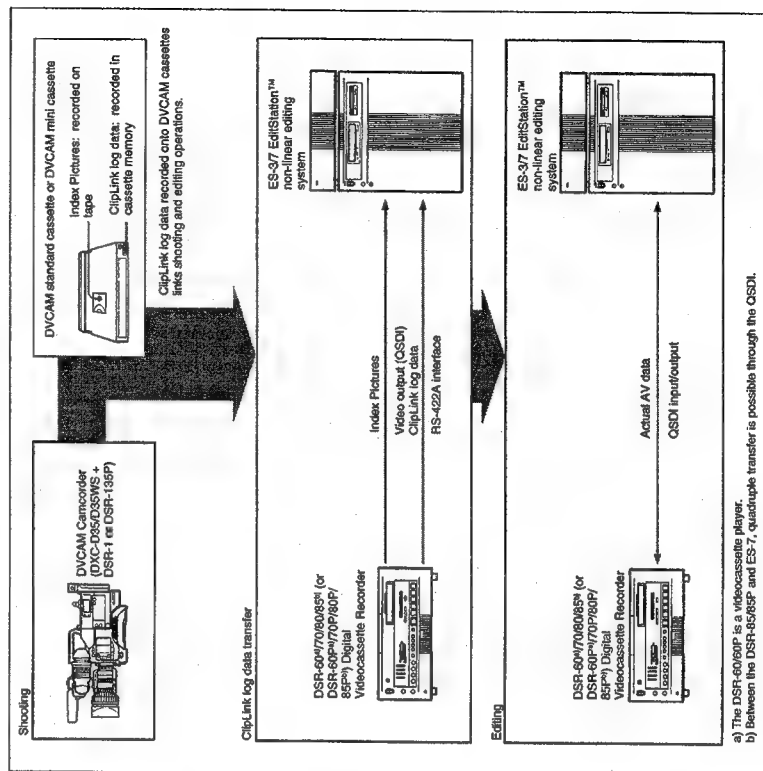 Shooting
DVCAM Camcorder
(DXC-D35/D35WS +
DSR-1 or DSR-135P)
DVCAM standard cassette or DVCAM mini cassette
Index Pictures: recorded on
tape
ClipLink log data: recorded in
cassette memory
ClipLink log data recorded onto DVCAM cassettes
links shooting and editing operations.
ClipLink log data transfer
DSR-60a)/70/80/85b) (or
DSR-60Pa)/70P/80P/
85Pb)) Digital
Videocassette Recorder
Index Pictures
Video output (QSDI)
ClipLink log data
RS-422A interface
ES-3/7 EditStation™
non-linear editing
system
Editing
DSR-60a)/70/80/85b) (or
DSR-60Pa)/70P/80P/
85Pb)) Digital
Videocassette Recorder
Actual AV data
QSDI input/output
ES-3/7 EditStation™
non-linear editing
system
a) The DSR-60/60P is a videocassette player.
b) Between the DSR-85/85P and ES-7, quadruple transfer is possible through the QSDI.